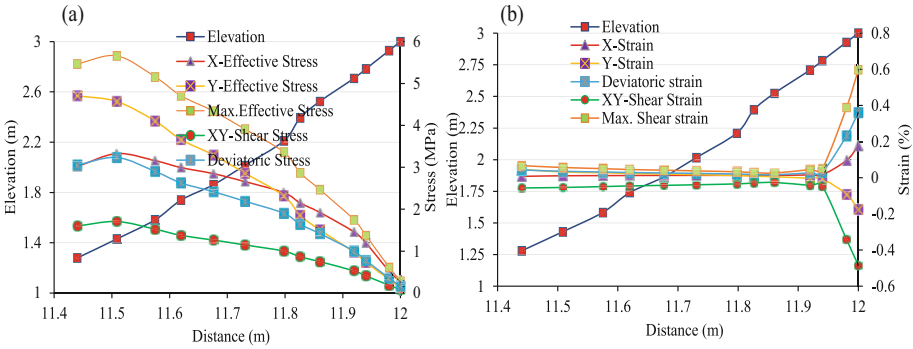 (a)
Elevation
X-Effective Stress
Y-Effective Stress
Max.Effective Stress
XY-Shear Stress
Deviatoric Stress
Elevation (m)
3
2.6
2.2
1.8
1.4
1
Stress (MPa)
6
5
4
3
2
1
0
11.4 11.5 11.6 11.7 11.8 11.9 12
Distance (m)
(b)
Elevation
X-Strain
Y-Strain
Deviatoric strain
XY-Shear Strain
Max. Shear strain
Elevation (m)
3
2.75
2.5
2.25
2
1.75
1.5
1.25
1
Strain (%)
0.8
0.6
0.4
0.2
0
-0.2
-0.4
-0.6
11.4 11.5 11.6 11.7 11.8 11.9 12
Distance (m)